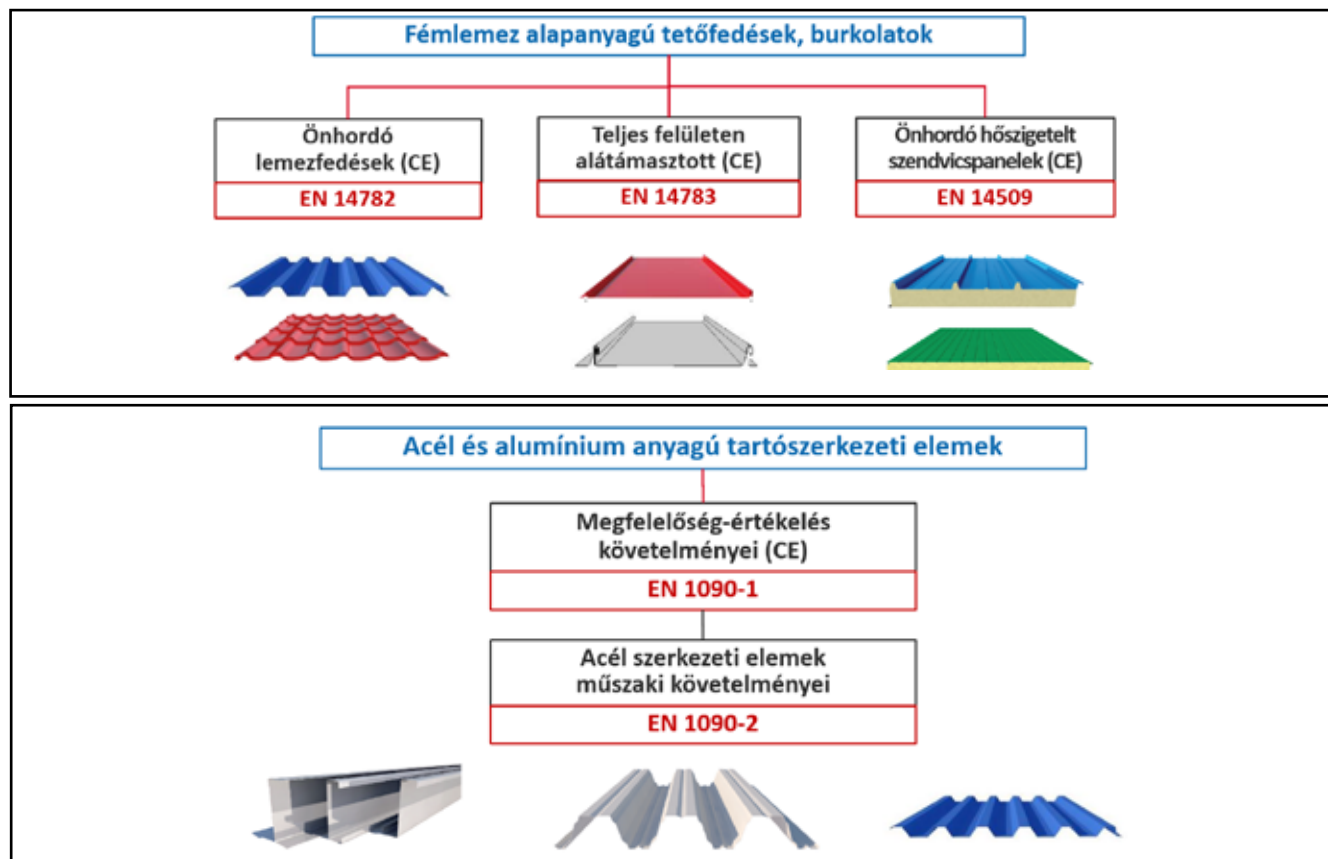 Fémlemez alapanyagú tetőfedések, burkolatok
Önhordó
lemezfedések (CE)
EN 14782
Teljes felületen
alátámasztott (CE)
EN 14783
Önhordó hőszigetelt
szendvicspanelek (CE)
EN 14509
Acél és alumínium anyagú tartószerkezeti elemek
Megfelelőség-értékelés
követelményei (CE)
EN 1090-1
Acél szerkezeti elemek
műszaki követelményei
EN 1090-2